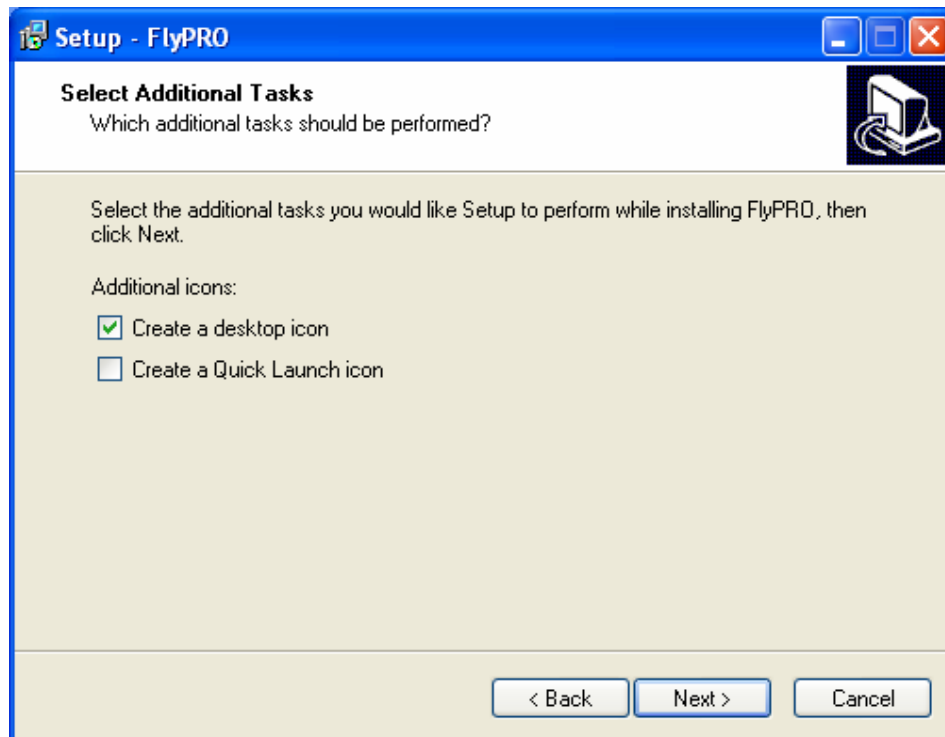 Setup - FlyPRO
Select Additional Tasks
Which additional tasks should be performed?
Select the additional tasks you would like Setup to perform while installing FlyPRO, then
click Next.
Additional icons:
Create a desktop icon
Create a Quick Launch icon
< Back
Next >
Cancel